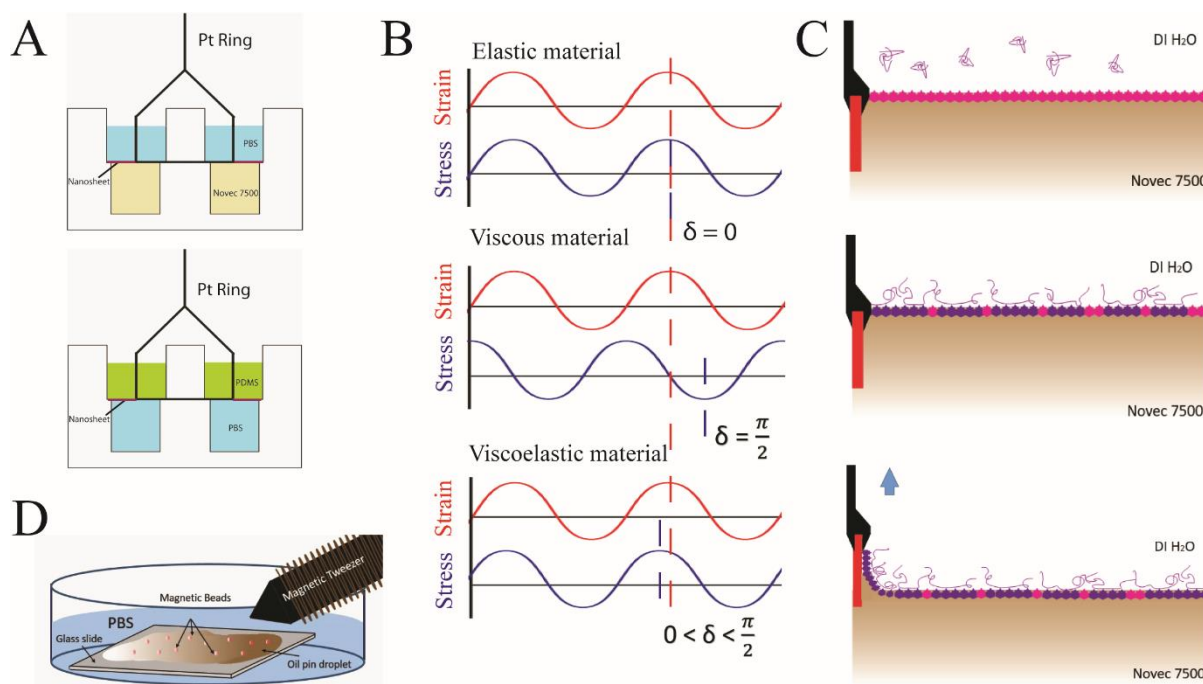 A
Pt Ring
PBS
Nanosheet
Novec 7500
Pt Ring
PDMS
Nanosheet
PBS
B
Elastic material
Strain
Stress
δ = 0
Viscous material
Strain
Stress
δ = π/2
Viscoelastic material
Strain
Stress
0 < δ < π/2
C
DI H₂O
Novec 7500
DI H₂O
Novec 7500
DI H₂O
Novec 7500
D
Magnetic Tweezer
Magnetic Beads
PBS
Glass slide
Oil pin droplet